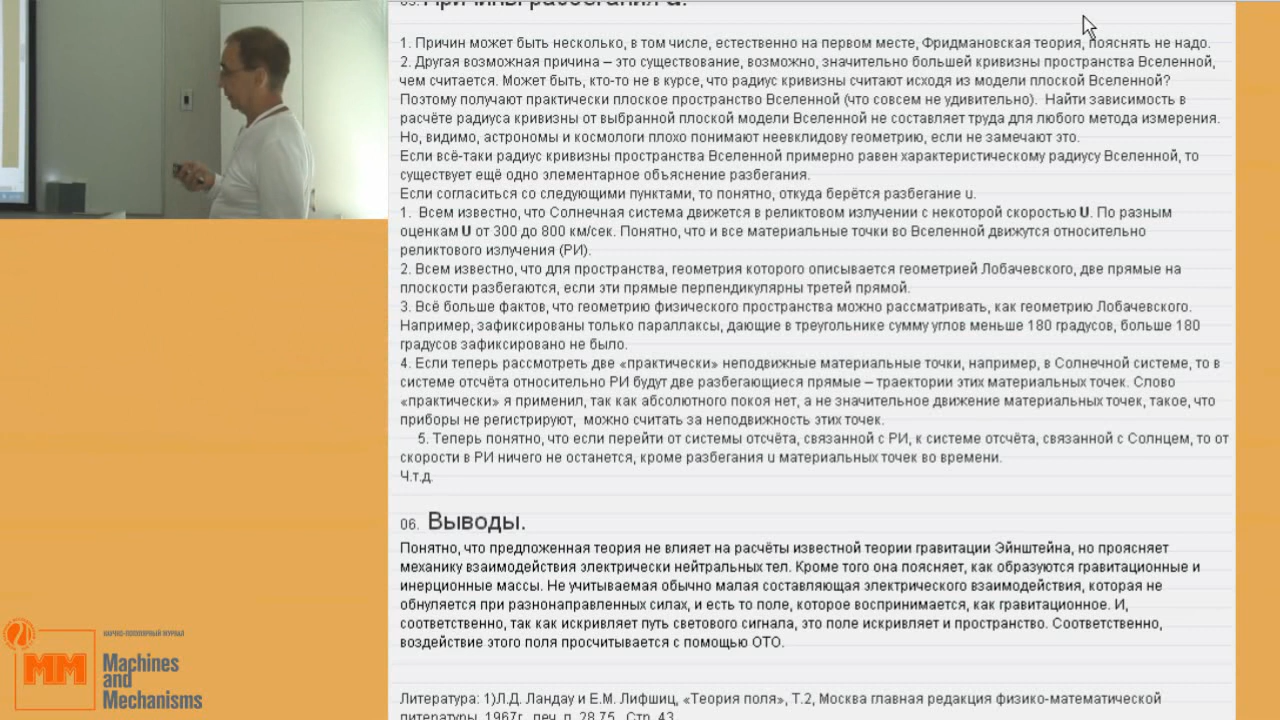 05. Причины разбегания u.
1. Причин может быть несколько, в том числе, естественно на первом месте, Фридмановская теория, пояснять не надо.
2. Другая возможная причина – это существование, возможно, значительно большей кривизны пространства Вселенной,
чем считается. Может быть, кто-то не в курсе, что радиус кривизны считают исходя из модели плоской Вселенной?
Поэтому получают практически плоское пространство Вселенной (что совсем не удивительно). Найти зависимость в
расчёте радиуса кривизны от выбранной плоской модели Вселенной не составляет труда для любого метода измерения.
Но, видимо, астрономы и космологи плохо понимают неевклидову геометрию, если не замечают это.
Если всё-таки радиус кривизны пространства Вселенной примерно равен характеристическому радиусу Вселенной, то
существует ещё одно элементарное объяснение разбегания.
Если согласиться со следующими пунктами, то понятно, откуда берётся разбегание u.
1. Всем известно, что Солнечная система движется в реликтовом излучении с некоторой скоростью U. По разным
оценкам U от 300 до 800 км/сек. Понятно, что и все материальные точки во Вселенной движутся относительно
реликтового излучения (РИ).
2. Всем известно, что для пространства, геометрия которого описывается геометрией Лобачевского, две прямые на
плоскости разбегаются, если эти прямые перпендикулярны третей прямой.
3. Всё больше фактов, что геометрию физического пространства можно рассматривать, как геометрию Лобачевского.
Например, зафиксированы только параллаксы, дающие в треугольнике сумму углов меньше 180 градусов, больше 180
градусов зафиксировано не было.
4. Если теперь рассмотреть две «практически» неподвижные материальные точки, например, в Солнечной системе, то в
системе отсчёта относительно РИ будут две разбегающиеся прямые – траектории этих материальных точек. Слово
«практически» я применил, так как абсолютного покоя нет, а не значительное движение материальных точек, такое, что
приборы не регистрируют, можно считать за неподвижность этих точек.
5. Теперь понятно, что если перейти от системы отсчёта, связанной с РИ, к системе отсчёта, связанной с Солнцем, то от
скорости в РИ ничего не останется, кроме разбегания u материальных точек во времени.
Ч.т.д.
06. Выводы.
Понятно, что предложенная теория не влияет на расчёты известной теории гравитации Эйнштейна, но проясняет
механику взаимодействия электрически нейтральных тел. Кроме того она поясняет, как образуются гравитационные и
инерционные массы. Не учитываемая обычно малая составляющая электрического взаимодействия, которая не
обнуляется при разнонаправленных силах, и есть то поле, которое воспринимается, как гравитационное. И,
соответственно, так как искривляет путь светового сигнала, это поле искривляет и пространство. Соответственно,
воздействие этого поля просчитывается с помощью ОТО.
Литература: 1)Л.Д. Ландау и Е.М. Лифшиц, «Теория поля», Т.2, Москва главная редакция физико-математической
литературы, 1967г., печ. л. 28,75. Стр. 43
НАУЧНО-ПОПУЛЯРНЫЙ ЖУРНАЛ
ММ
Machines
and
Mechanisms